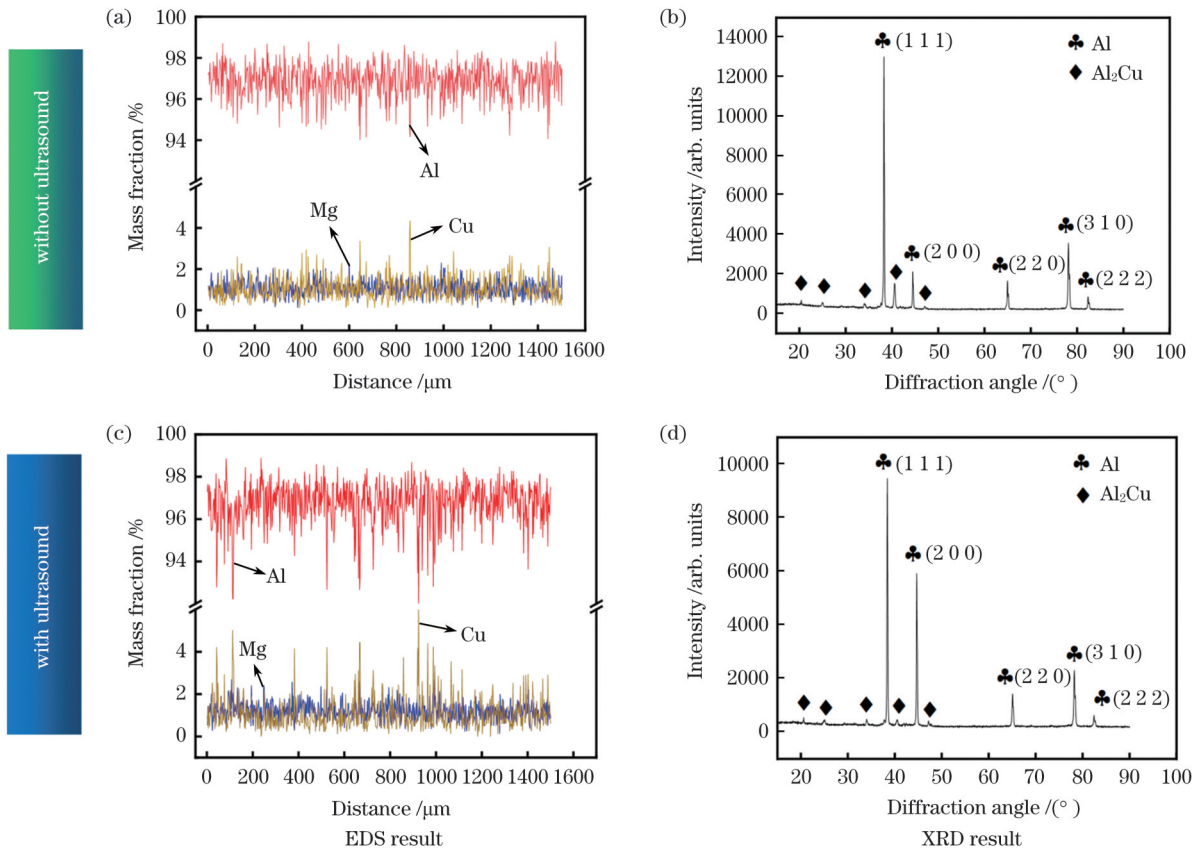 (a)
100
98
96
94
4
2
0
Mass fraction /%
Al
Mg
Cu
0 200 400 600 800 1000 1200 1400 1600
Distance /μm
without ultrasound
(b)
14000
12000
10000
8000
6000
4000
2000
0
Intensity /arb. units
♣(1 1 1)
♣ Al
♦ Al₂Cu
♣(2 0 0)
♣(2 2 0)
♣(3 1 0)
♣(2 2 2)
20 30 40 50 60 70 80 90 100
Diffraction angle /(°)
(c)
100
98
96
94
4
2
0
Mass fraction /%
Al
Mg
Cu
0 200 400 600 800 1000 1200 1400 1600
Distance /μm
EDS result
with ultrasound
(d)
10000
8000
6000
4000
2000
0
Intensity /arb. units
♣(1 1 1)
♣ Al
♦ Al₂Cu
♣(2 0 0)
♣(2 2 0)
♣(3 1 0)
♣(2 2 2)
20 30 40 50 60 70 80 90 100
Diffraction angle /(°)
XRD result